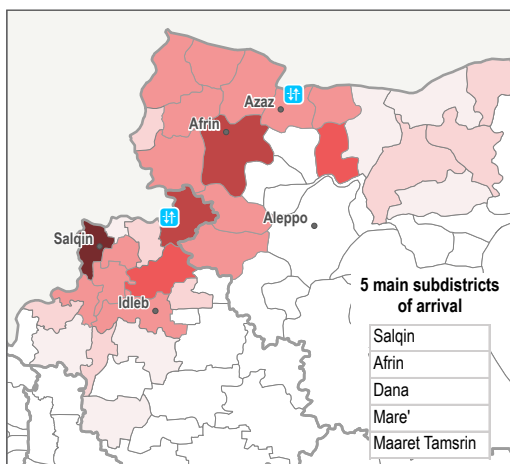 Azaz
Afrin
Aleppo
Salqin
Idleb
5 main subdistricts
of arrival
Salqin
Afrin
Dana
Mare'
Maaret Tamsrin